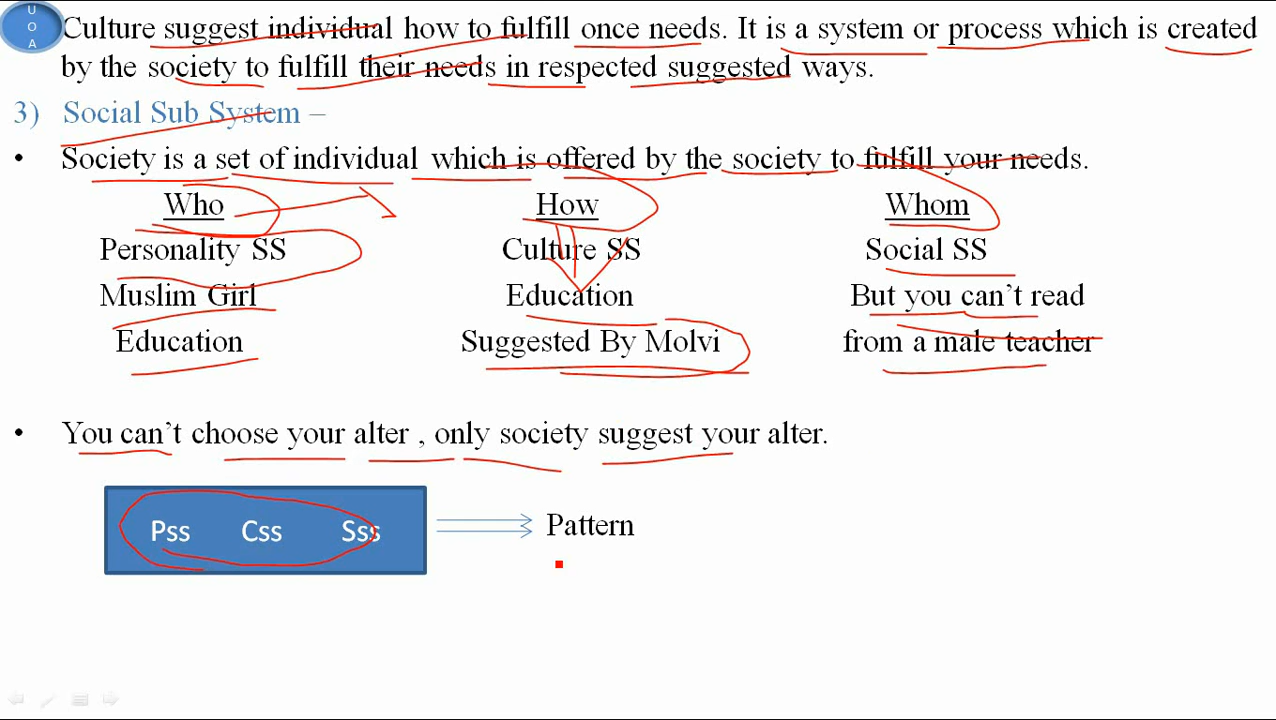 U
O
A
Culture suggest individual how to fulfill once needs. It is a system or process which is created
by the society to fulfill their needs in respected suggested ways.
3) Social Sub System –
• Society is a set of individual which is offered by the society to fulfill your needs.
Who How Whom
Personality SS Culture SS Social SS
Muslim Girl Education But you can't read
Education Suggested By Molvi from a male teacher
• You can't choose your alter , only society suggest your alter.
Pss Css Sss Pattern